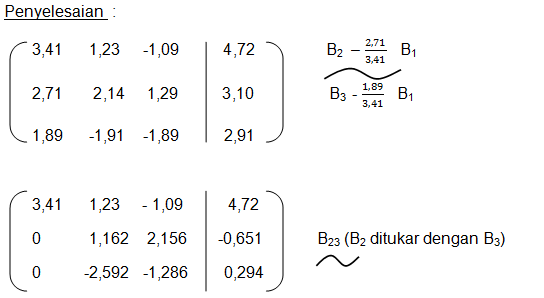 Penyelesaian :
3,41 1,23 -1,09 4,72 B₂ – 2,71/3,41 B₁
2,71 2,14 1,29 3,10 B₃ - 1,89/3,41 B₁
1,89 -1,91 -1,89 2,91
3,41 1,23 - 1,09 4,72
0 1,162 2,156 -0,651 B₂₃ (B₂ ditukar dengan B₃)
0 -2,592 -1,286 0,294